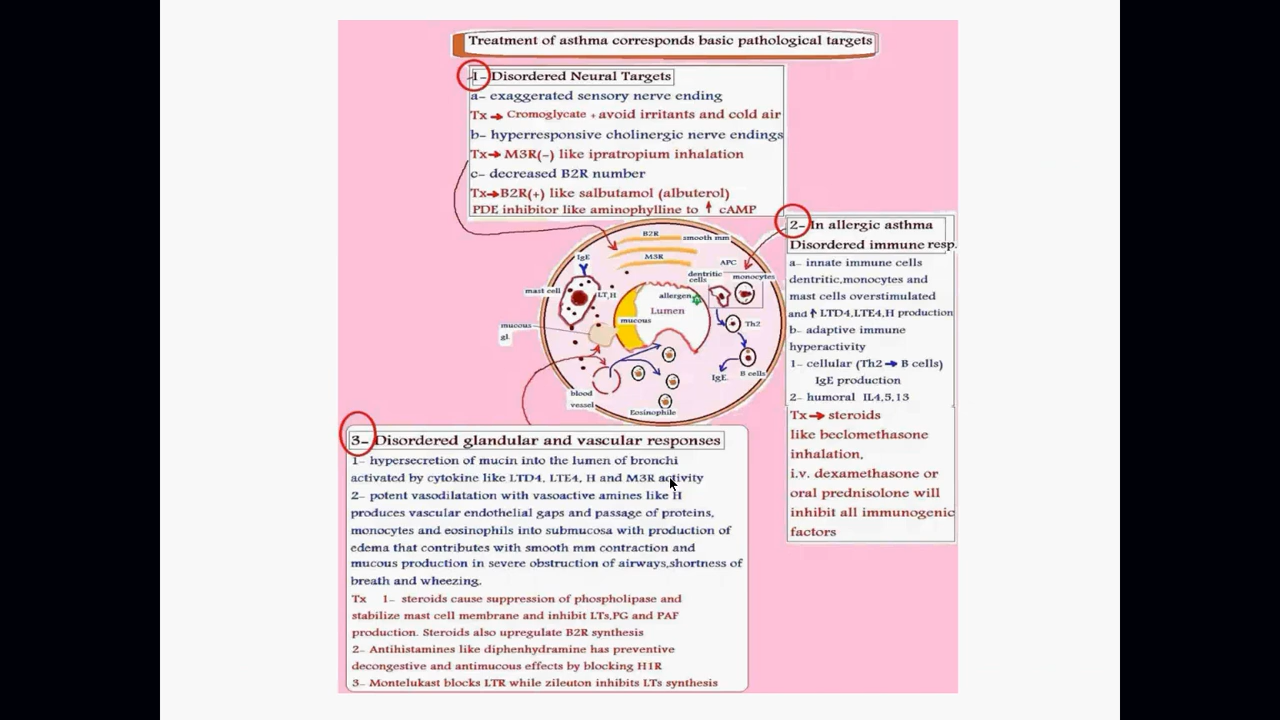 Treatment of asthma corresponds basic pathological targets
1- Disordered Neural Targets
a- exaggerated sensory nerve ending
Tx → Cromoglycate + avoid irritants and cold air
b- hyperresponsive cholinergic nerve endings
Tx→ M3R(-) like ipratropium inhalation
c- decreased B2R number
Tx→B2R(+) like salbutamol (albuterol)
PDE inhibitor like aminophylline to ↑ cAMP
2- In allergic asthma
Disordered immune resp.
a- innate immune cells
dentritic,monocytes and
mast cells overstimulated
and ↑ LTD4,LTE4,H production
b- adaptive immune
hyperactivity
1- cellular (Th2 → B cells)
IgE production
2- humoral IL4,5,13
Tx→ steroids
like beclomethasone
inhalation,
i.v. dexamethasone or
oral prednisolone will
inhibit all immunogenic
factors
B2R
smooth mm
M3R
IgE
APC
dentritic
cells
monocytes
mast cell
LT,H
allergen
Lumen
mucous
Th2
mucous
gl.
IgE.
B cells
blood
vessel
Eosinophile
3- Disordered glandular and vascular responses
1- hypersecretion of mucin into the lumen of bronchi
activated by cytokine like LTD4, LTE4, H and M3R activity
2- potent vasodilatation with vasoactive amines like H
produces vascular endothelial gaps and passage of proteins,
monocytes and eosinophils into submucosa with production of
edema that contributes with smooth mm contraction and
mucous production in severe obstruction of airways,shortness of
breath and wheezing.
Tx 1- steroids cause suppression of phospholipase and
stabilize mast cell membrane and inhibit LTs,PG and PAF
production. Steroids also upregulate B2R synthesis
2- Antihistamines like diphenhydramine has preventive
decongestive and antimucous effects by blocking H1R
3- Montelukast blocks LTR while zileuton inhibits LTs synthesis